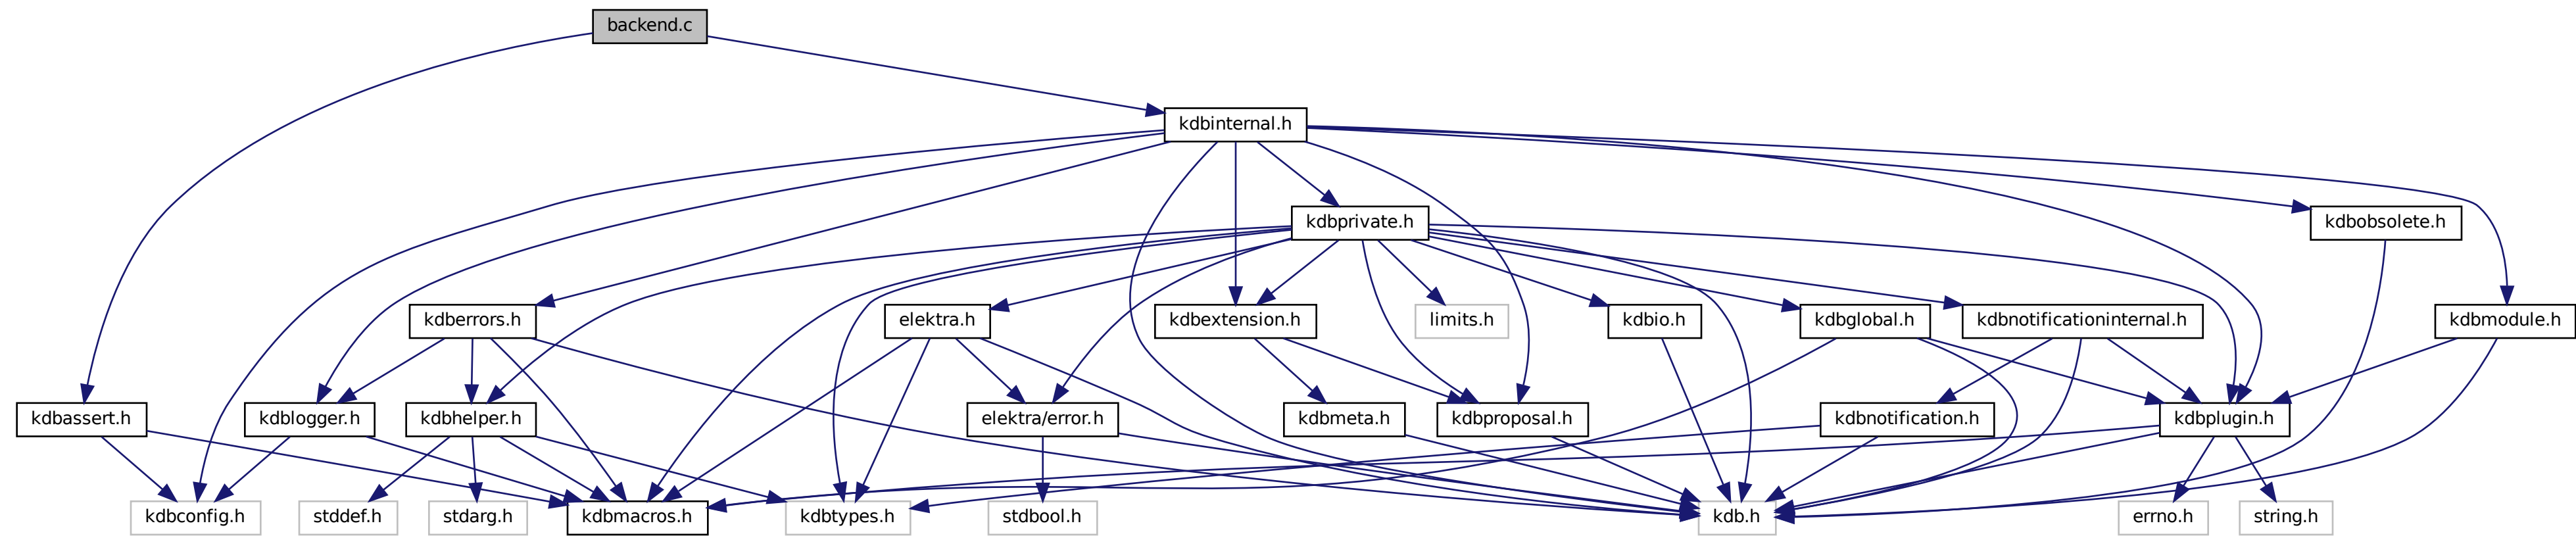 backend.c
kdbinternal.h
kdbprivate.h
kdbobsolete.h
kdberrors.h
elektra.h
kdbextension.h
limits.h
kdbio.h
kdbglobal.h
kdbnotificationinternal.h
kdbmodule.h
kdbassert.h
kdblogger.h
kdbhelper.h
elektra/error.h
kdbmeta.h
kdbproposal.h
kdbnotification.h
kdbplugin.h
kdbconfig.h
stddef.h
stdarg.h
kdbmacros.h
kdbtypes.h
stdbool.h
kdb.h
errno.h
string.h